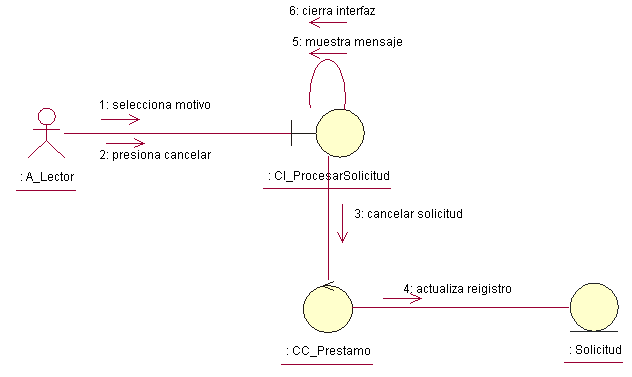 6: cierra interfaz
5: muestra mensaje
1: selecciona motivo
2: presiona cancelar
: A_Lector
: CI_ProcesarSolicitud
3: cancelar solicitud
4: actualiza reigistro
: CC_Prestamo
: Solicitud